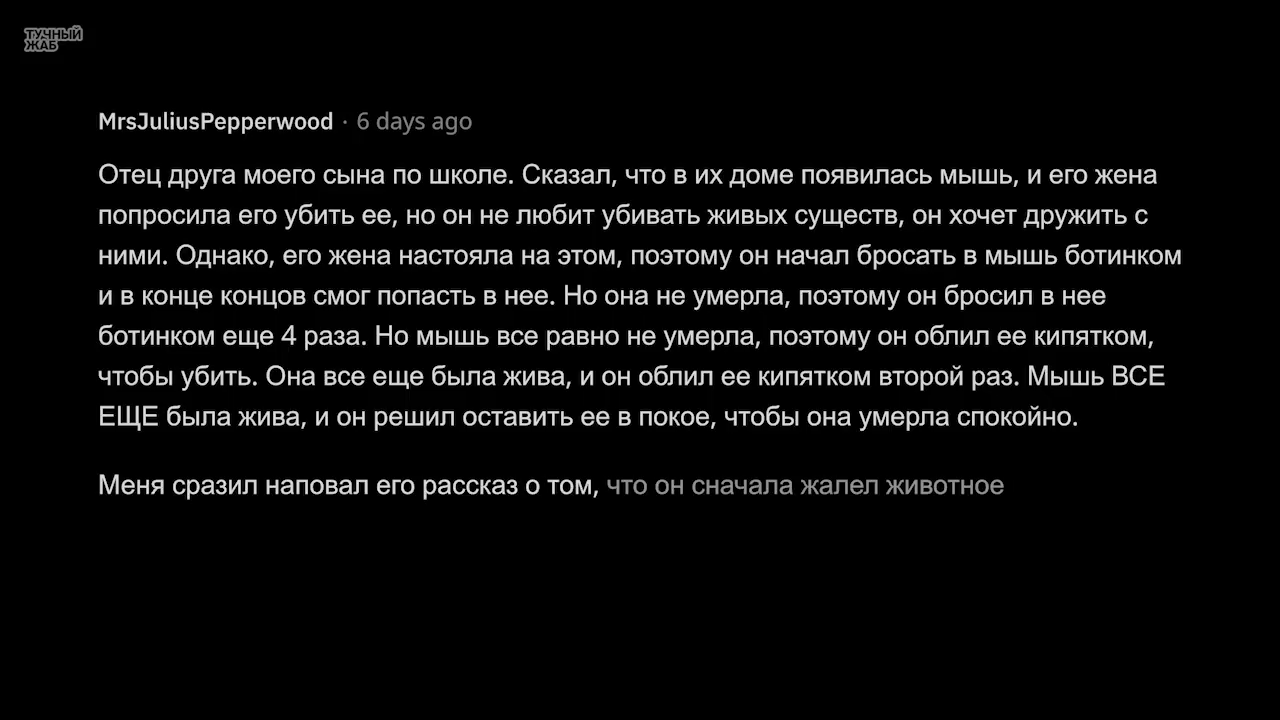 ТУЧНЫЙ
ЖАБ
MrsJuliusPepperwood · 6 days ago
Отец друга моего сына по школе. Сказал, что в их доме появилась мышь, и его жена
попросила его убить ее, но он не любит убивать живых существ, он хочет дружить с
ними. Однако, его жена настояла на этом, поэтому он начал бросать в мышь ботинком
и в конце концов смог попасть в нее. Но она не умерла, поэтому он бросил в нее
ботинком еще 4 раза. Но мышь все равно не умерла, поэтому он облил ее кипятком,
чтобы убить. Она все еще была жива, и он облил ее кипятком второй раз. Мышь ВСЕ
ЕЩЕ была жива, и он решил оставить ее в покое, чтобы она умерла спокойно.
Меня сразил наповал его рассказ о том, что он сначала жалел животное